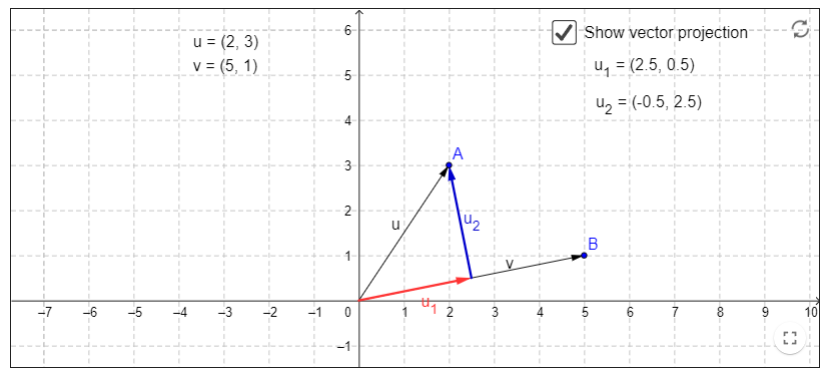 u = (2, 3)
v = (5, 1)
Show vector projection
u₁ = (2.5, 0.5)
u₂ = (-0.5, 2.5)
6
5
4
A
3
2
u
u₂
B
1
v
u₁
–7 –6 –5 –4 –3 –2 –1 0 1 2 3 4 5 6 7 8 9 10
–1